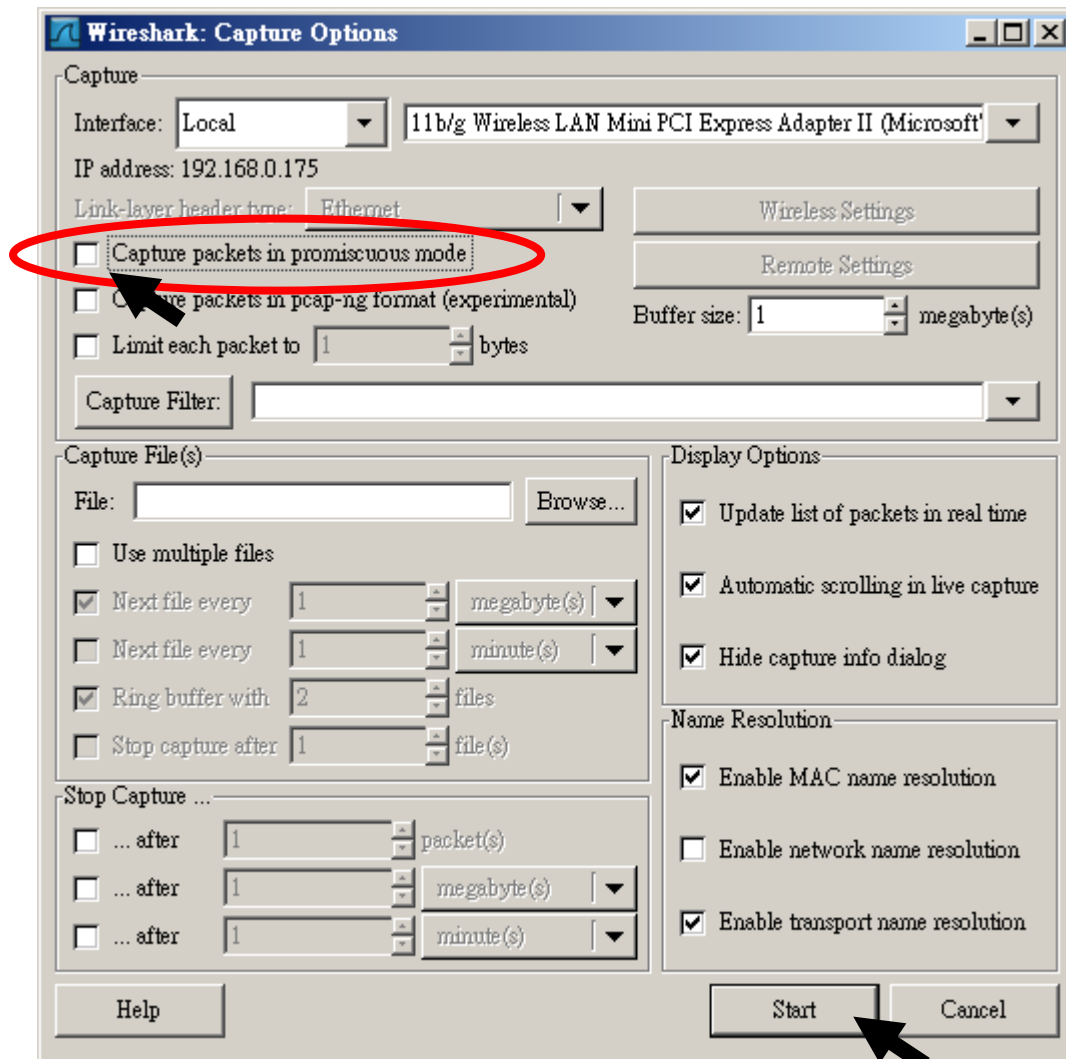 Wireshark: Capture Options
Capture
Interface: Local 11b/g Wireless LAN Mini PCI Express Adapter II (Microsoft'
IP address: 192.168.0.175
Link-layer header type: Ethernet Wireless Settings
Capture packets in promiscuous mode Remote Settings
Capture packets in pcap-ng format (experimental) Buffer size: 1 megabyte(s)
Limit each packet to 1 bytes
Capture Filter:
Capture File(s)
File: Browse...
Use multiple files
Next file every 1 megabyte(s)
Next file every 1 minute(s)
Ring buffer with 2 files
Stop capture after 1 file(s)
Stop Capture ...
... after 1 packet(s)
... after 1 megabyte(s)
... after 1 minute(s)
Display Options
Update list of packets in real time
Automatic scrolling in live capture
Hide capture info dialog
Name Resolution
Enable MAC name resolution
Enable network name resolution
Enable transport name resolution
Help Start Cancel